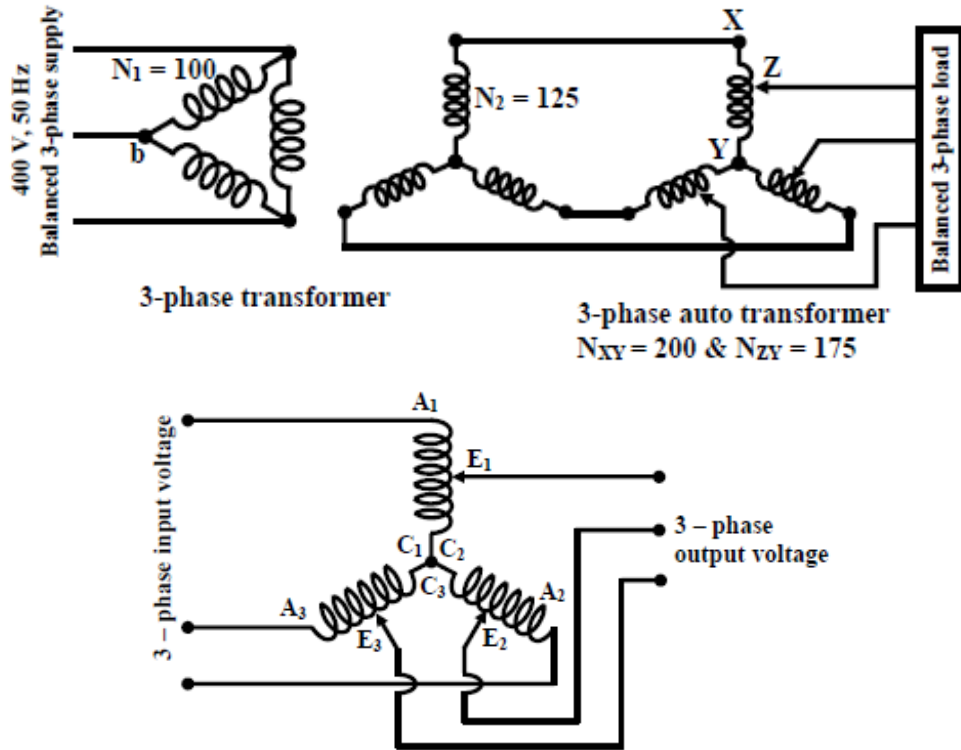 400 V, 50 Hz
Balanced 3-phase supply
N₁ = 100
b
3-phase transformer
N₂ = 125
X
Z
Y
Balanced 3-phase load
3-phase auto transformer
N_XY = 200 & N_ZY = 175
3 – phase input voltage
A₁
E₁
C₁ C₂
C₃
A₂
A₃
E₃
E₂
3 – phase
output voltage